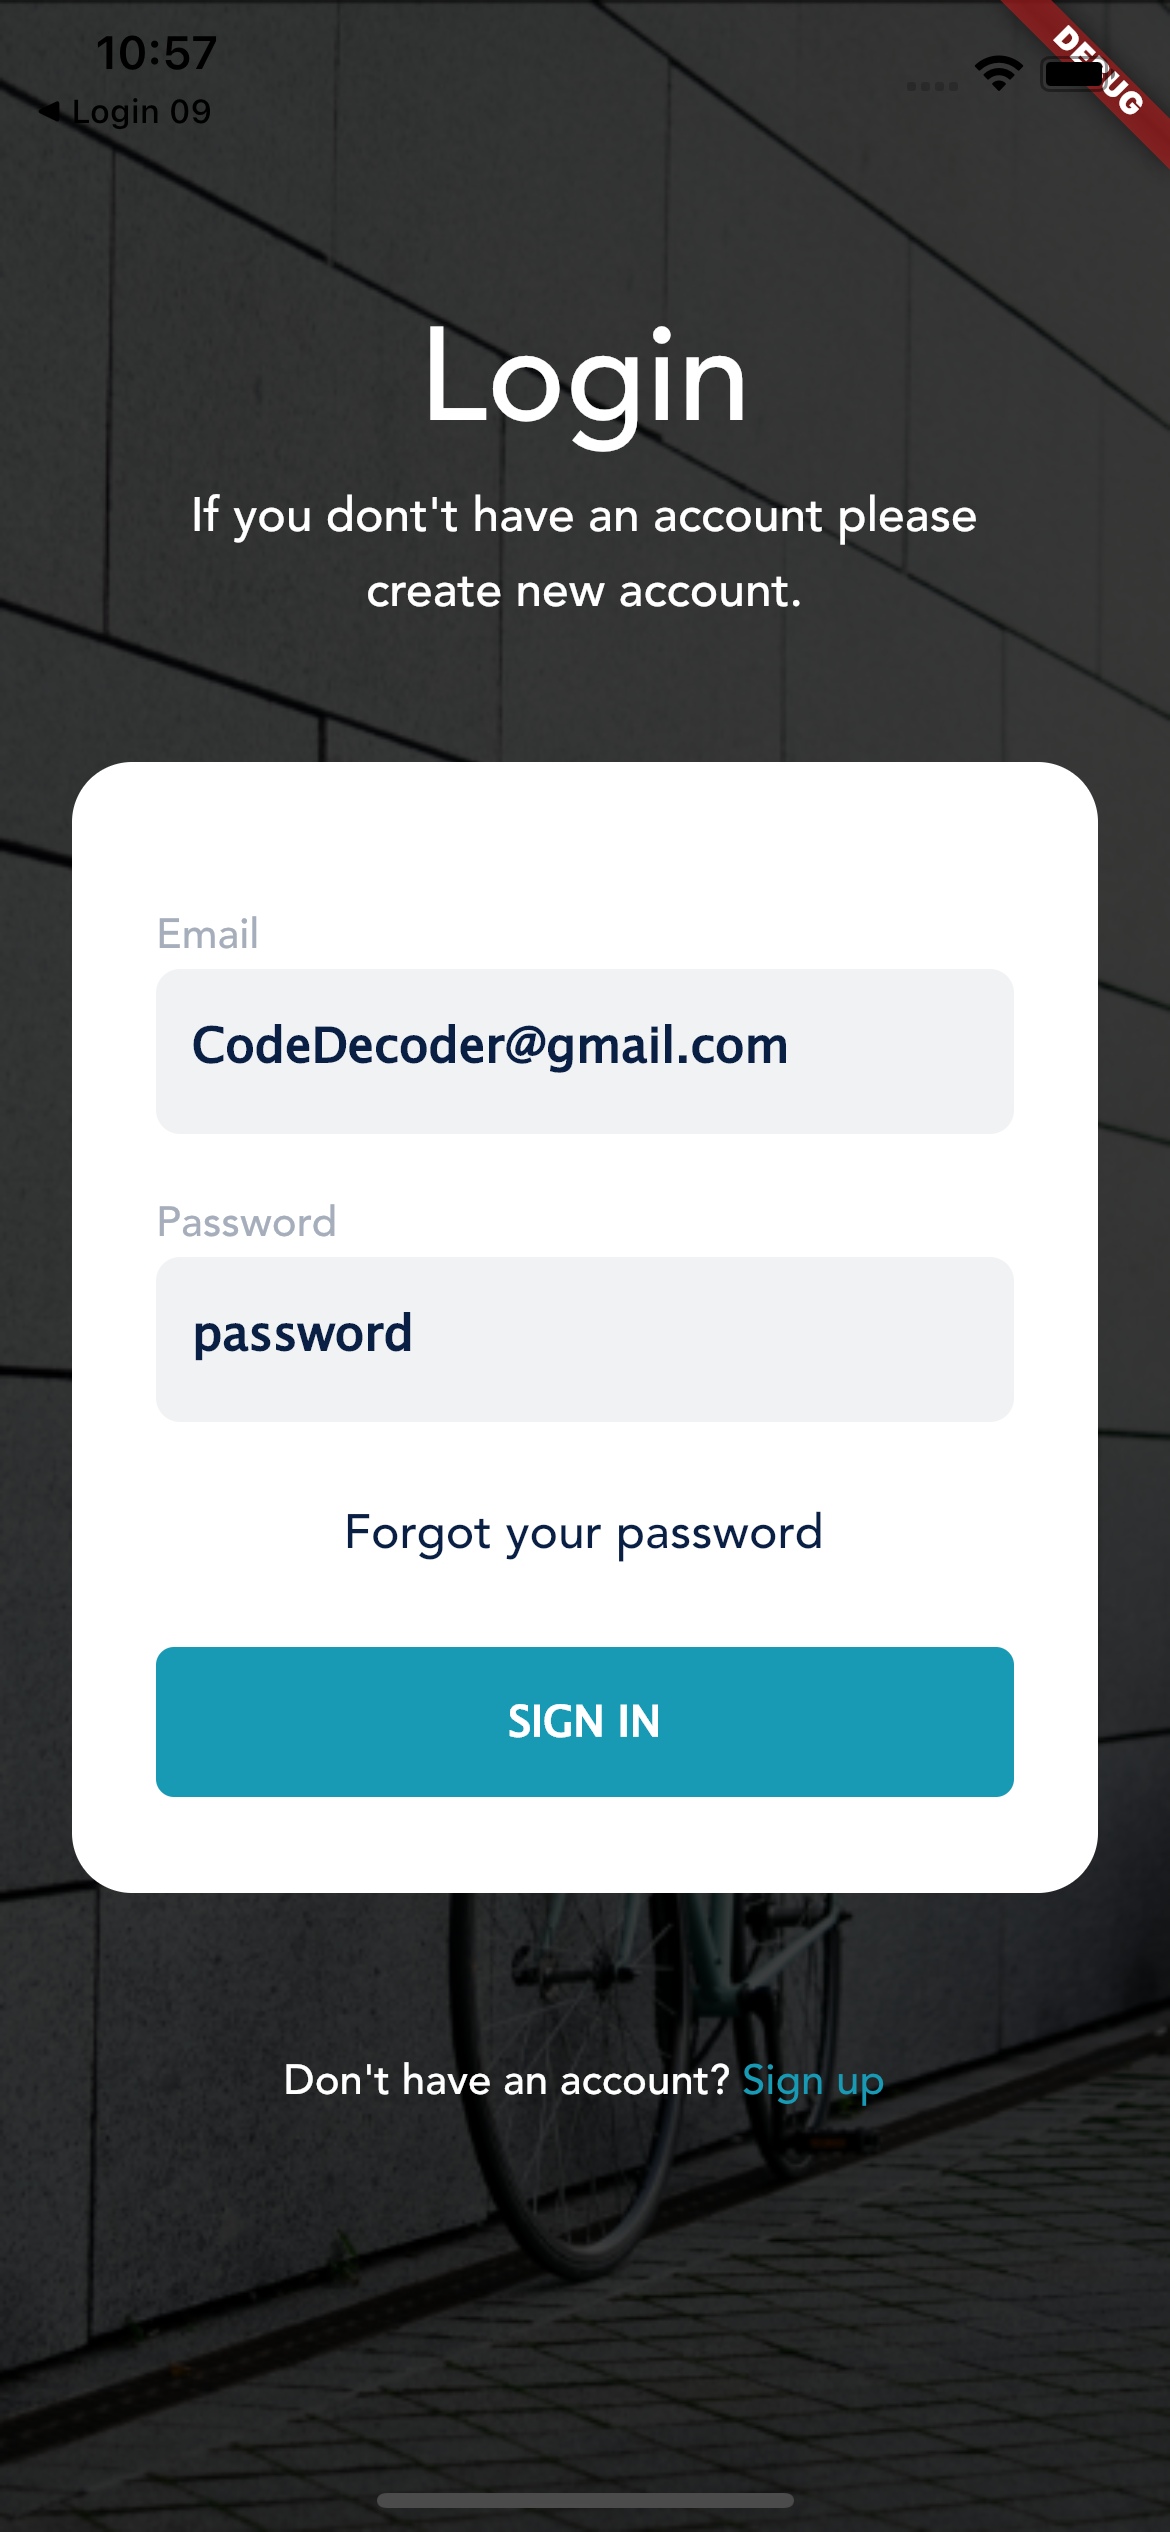 10:57
DEBUG
◀ Login 09
Login
If you dont't have an account please
create new account.
Email
CodeDecoder@gmail.com
Password
password
Forgot your password
SIGN IN
Don't have an account? Sign up